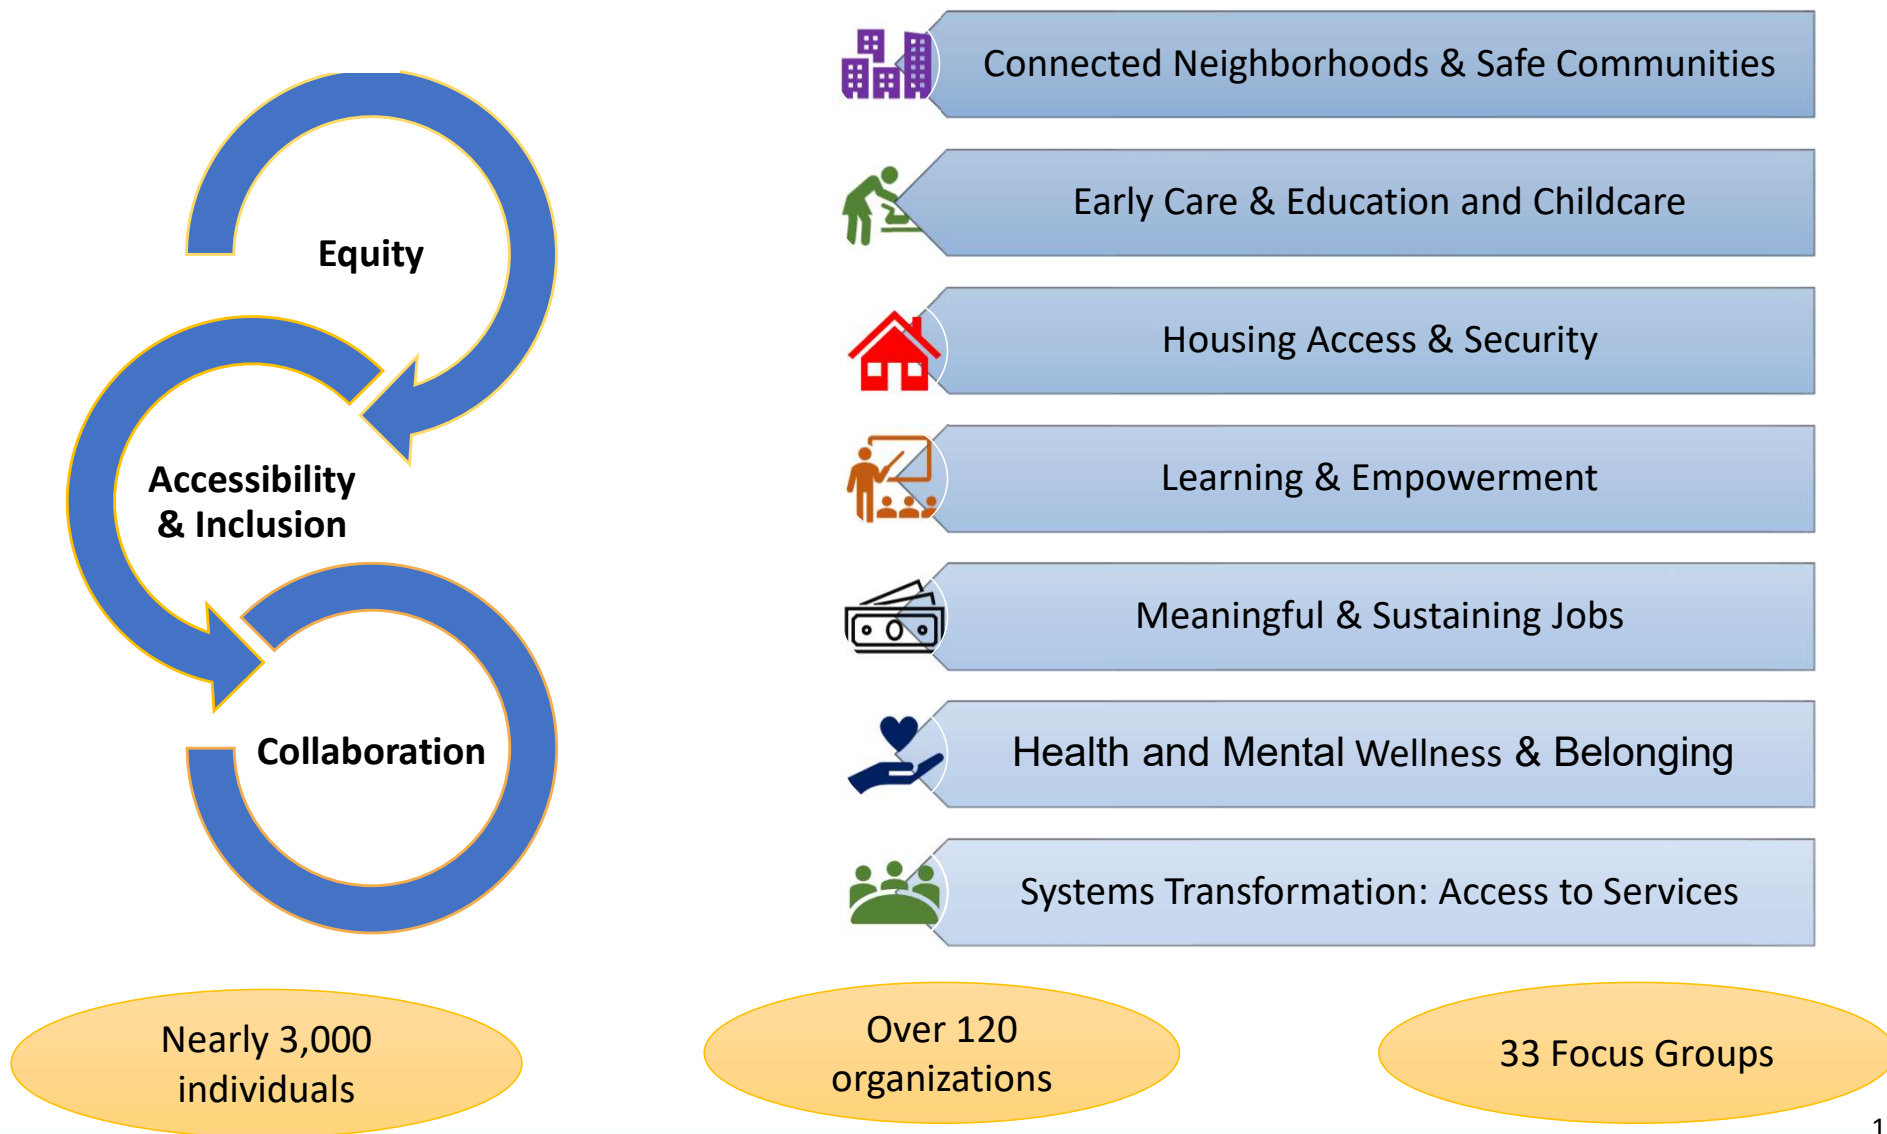 Equity
Accessibility
& Inclusion
Collaboration
Connected Neighborhoods & Safe Communities
Early Care & Education and Childcare
Housing Access & Security
Learning & Empowerment
Meaningful & Sustaining Jobs
Health and Mental Wellness & Belonging
Systems Transformation: Access to Services
Nearly 3,000
individuals
Over 120
organizations
33 Focus Groups
1